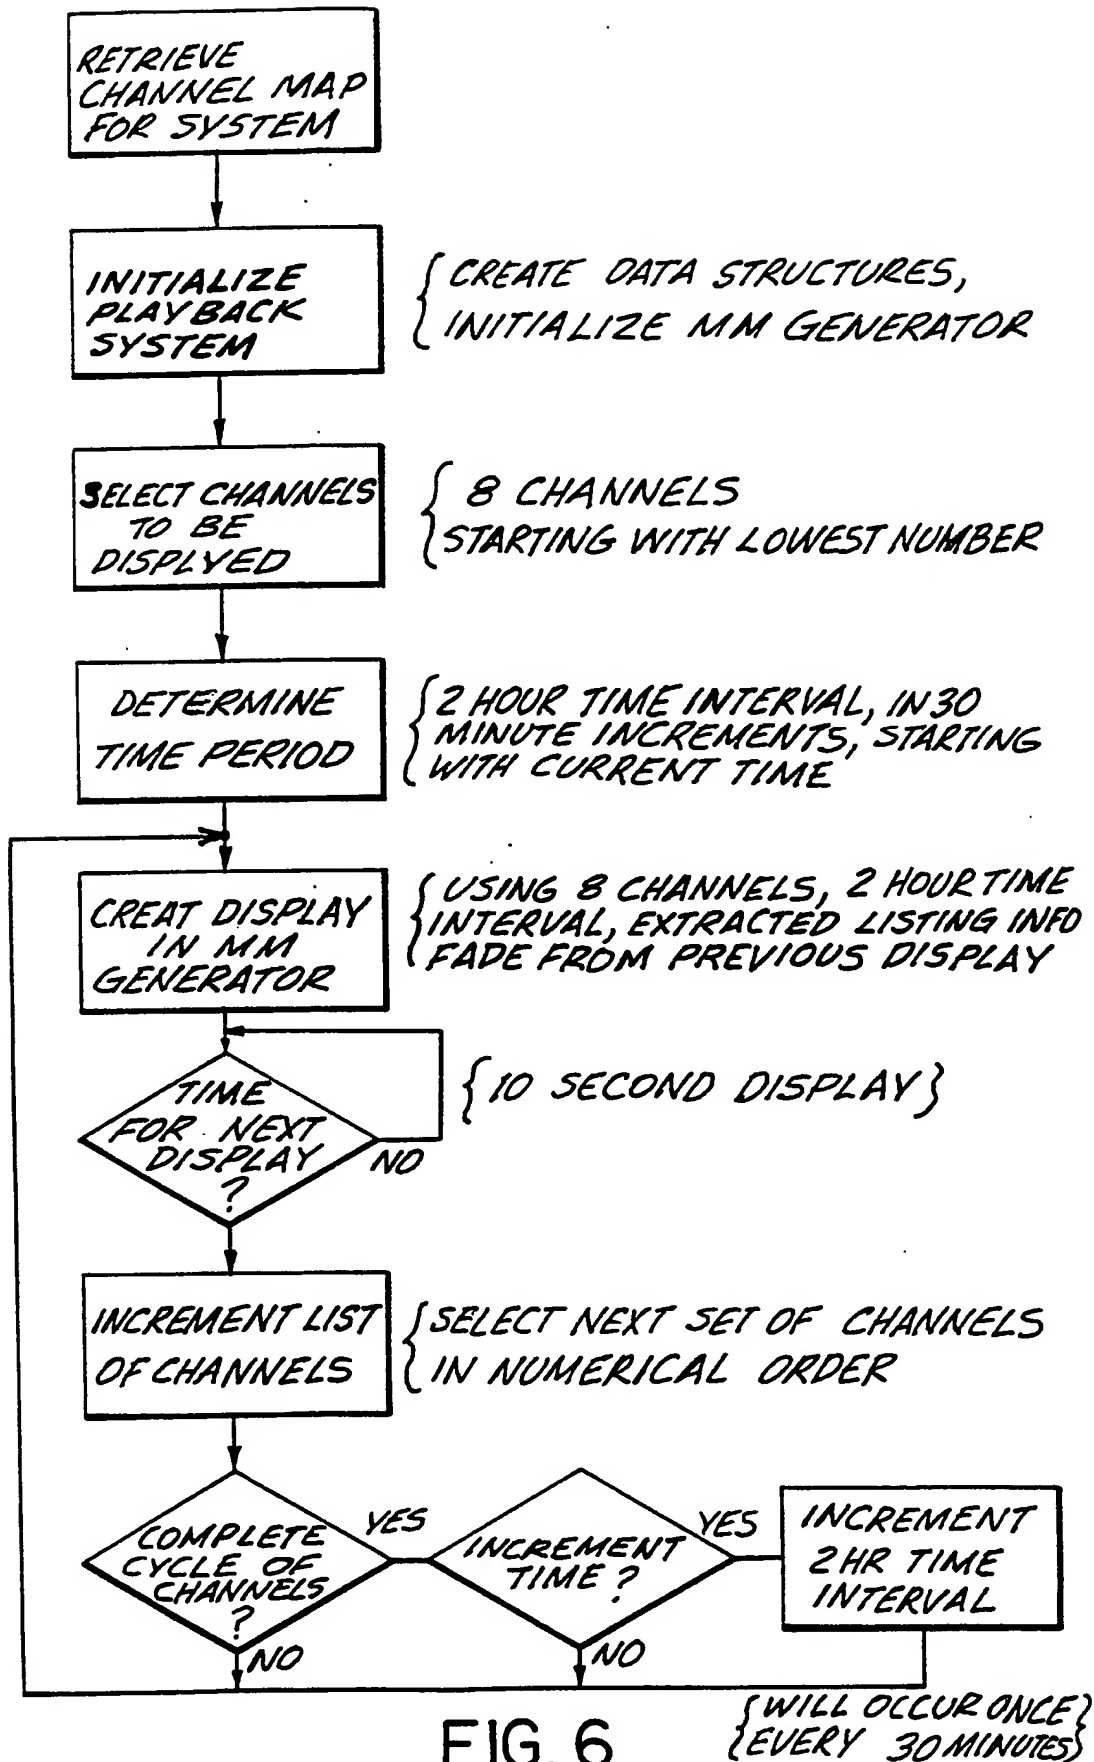 RETRIEVE
CHANNEL MAP
FOR SYSTEM
INITIALIZE
PLAYBACK
SYSTEM
{ CREATE DATA STRUCTURES,
INITIALIZE MM GENERATOR
SELECT CHANNELS
TO BE
DISPLYED
{ 8 CHANNELS
STARTING WITH LOWEST NUMBER
DETERMINE
TIME PERIOD
{ 2 HOUR TIME INTERVAL, IN 30
MINUTE INCREMENTS, STARTING
WITH CURRENT TIME
CREAT DISPLAY
IN MM
GENERATOR
{ USING 8 CHANNELS, 2 HOUR TIME
INTERVAL, EXTRACTED LISTING INFO
FADE FROM PREVIOUS DISPLAY
TIME
FOR NEXT
DISPLAY
?
NO
{10 SECOND DISPLAY}
INCREMENT LIST
OF CHANNELS
{ SELECT NEXT SET OF CHANNELS
IN NUMERICAL ORDER
COMPLETE
CYCLE OF
CHANNELS
?
YES
NO
INCREMENT
TIME?
YES
NO
INCREMENT
2 HR TIME
INTERVAL
{WILL OCCUR ONCE}
{EVERY 30 MINUTES}
FIG. 6